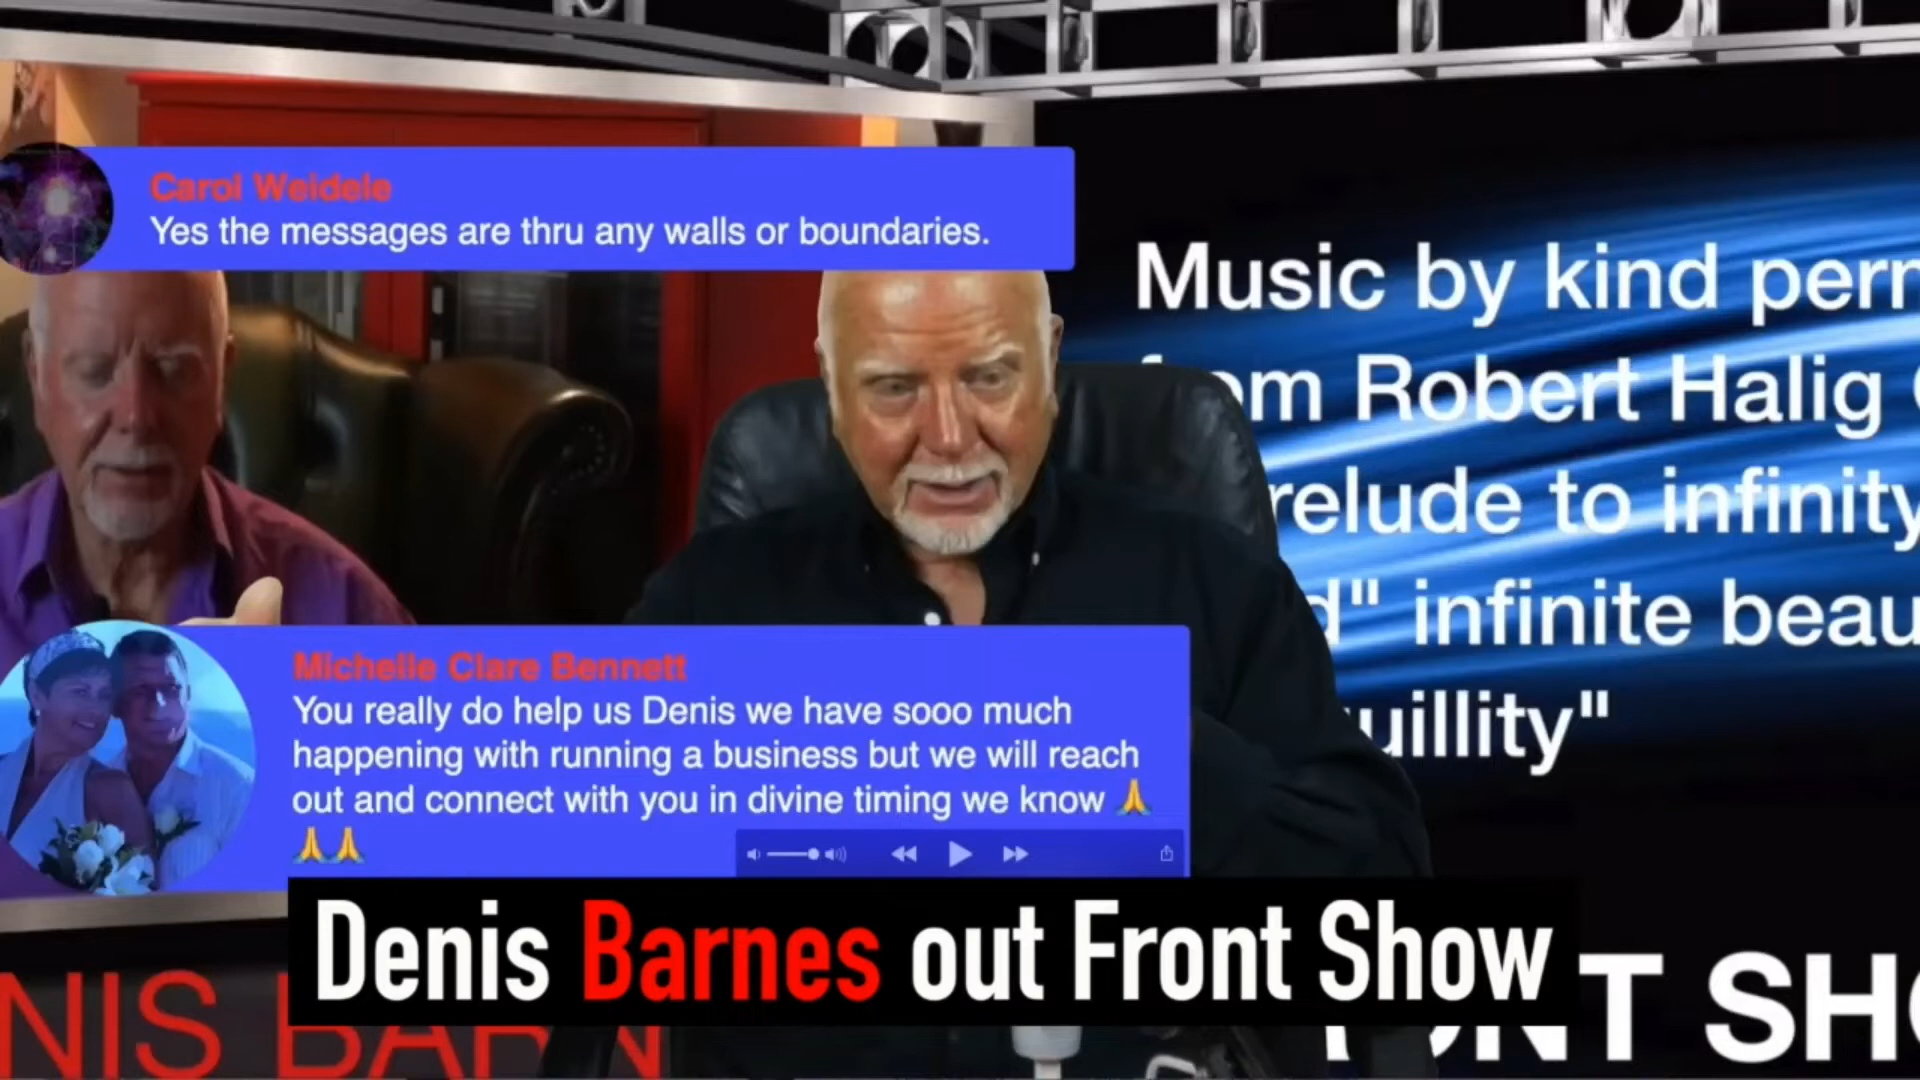 Carol Weidele
Yes the messages are thru any walls or boundaries.
Music by kind
om Robert Halig
relude to infinity
d" infinite beau
uillity"
Michelle Clare Bennett
You really do help us Denis we have sooo much
happening with running a business but we will reach
out and connect with you in divine timing we know 🙏
🙏🙏
Denis Barnes out Front Show
NIS BARN
NT SHO